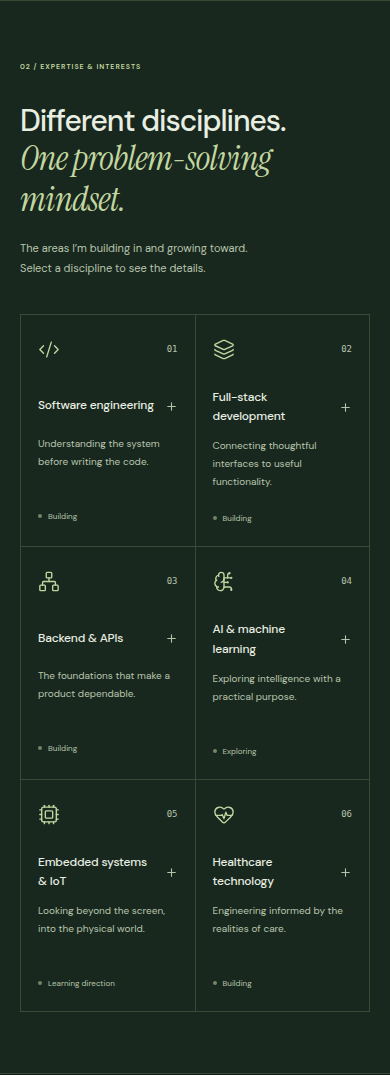 02 / EXPERTISE & INTERESTS
Different disciplines.
One problem-solving
mindset.
The areas I'm building in and growing toward.
Select a discipline to see the details.
01
Software engineering +
Understanding the system
before writing the code.
Building
02
Full-stack
development +
Connecting thoughtful
interfaces to useful
functionality.
Building
03
Backend & APIs +
The foundations that make a
product dependable.
Building
04
AI & machine
learning +
Exploring intelligence with a
practical purpose.
Exploring
05
Embedded systems
& IoT +
Looking beyond the screen,
into the physical world.
Learning direction
06
Healthcare
technology +
Engineering informed by the
realities of care.
Building